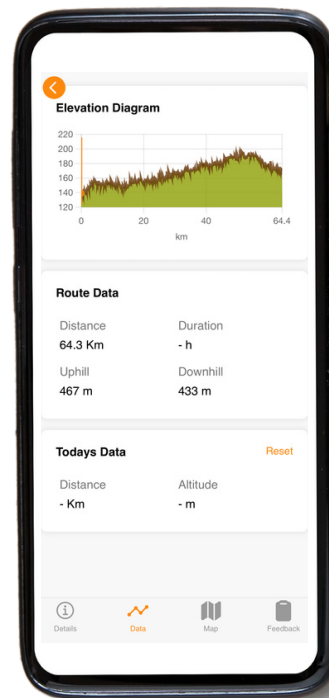 Elevation Diagram
220
200
180
160
140
120
0 20 40 64.4
km
Route Data
Distance Duration
64.3 Km - h
Uphill Downhill
467 m 433 m
Todays Data Reset
Distance Altitude
- Km - m
Details Data Map Feedback